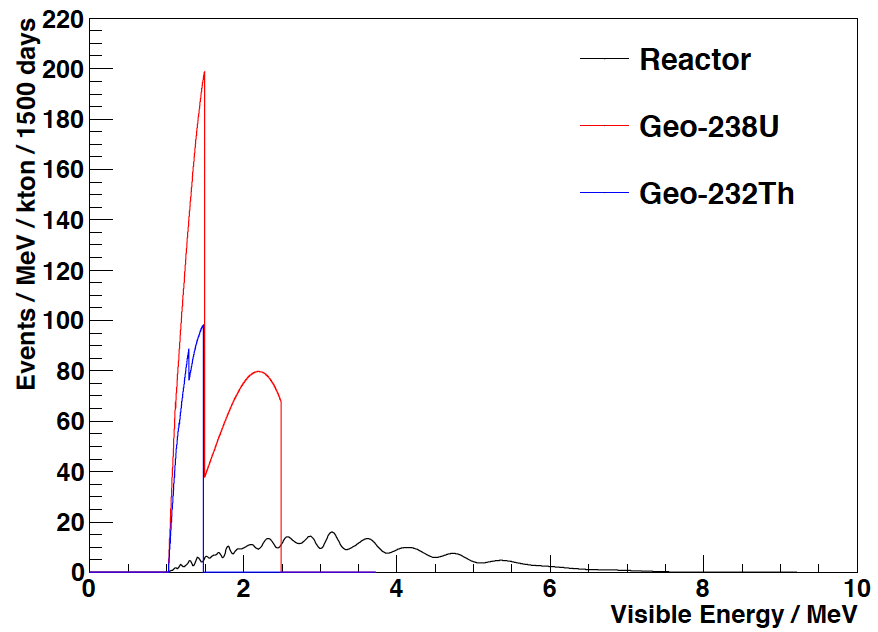 Events / MeV / kton / 1500 days
220
200
180
160
140
120
100
80
60
40
20
0
Reactor
Geo-238U
Geo-232Th
0 2 4 6 8 10
Visible Energy / MeV